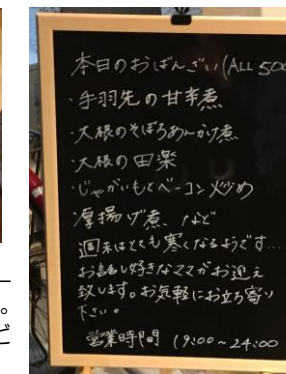 本日のおばんざい(ALL 500
・手羽先の甘辛煮
・大根のそぼろあんかけ煮
・大根の田楽
・じゃがいもとベーコン炒め
・厚揚げ煮、など
週末はとても寒くなるようです…
お話し好きなママがお迎え
致します。お気軽にお立ち寄り
下さい。
営業時間 19:00~24:00
。
ど